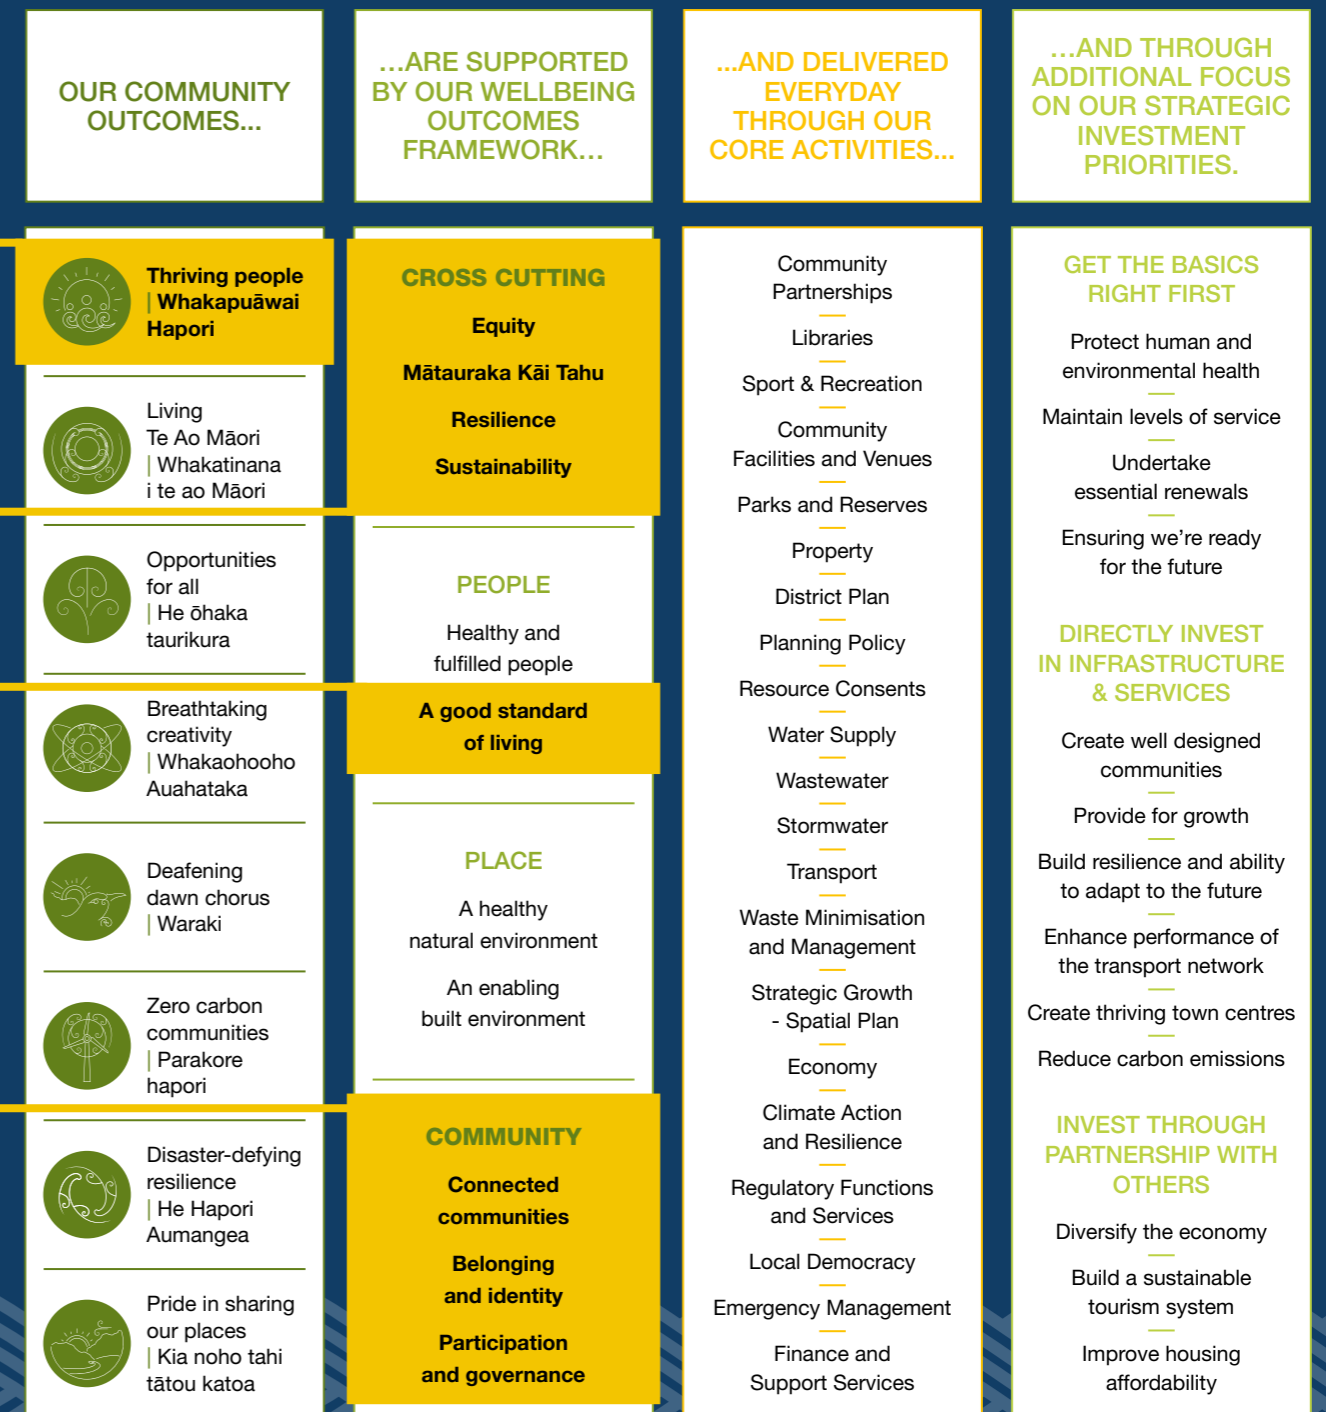 OUR COMMUNITY
OUTCOMES...
…ARE SUPPORTED
BY OUR WELLBEING
OUTCOMES
FRAMEWORK…
...AND DELIVERED
EVERYDAY
THROUGH OUR
CORE ACTIVITIES...
…AND THROUGH
ADDITIONAL FOCUS
ON OUR STRATEGIC
INVESTMENT
PRIORITIES.
Thriving people
| Whakapuāwai
Hapori
Living
Te Ao Māori
| Whakatinana
i te ao Māori
Opportunities
for all
| He ōhaka
taurikura
Breathtaking
creativity
| Whakaohooho
Auahataka
Deafening
dawn chorus
| Waraki
Zero carbon
communities
| Parakore
hapori
Disaster-defying
resilience
| He Hapori
Aumangea
Pride in sharing
our places
| Kia noho tahi
tātou katoa
CROSS CUTTING
Equity
Mātauraka Kāi Tahu
Resilience
Sustainability
PEOPLE
Healthy and
fulfilled people
A good standard
of living
PLACE
A healthy
natural environment
An enabling
built environment
COMMUNITY
Connected
communities
Belonging
and identity
Participation
and governance
Community
Partnerships
Libraries
Sport & Recreation
Community
Facilities and Venues
Parks and Reserves
Property
District Plan
Planning Policy
Resource Consents
Water Supply
Wastewater
Stormwater
Transport
Waste Minimisation
and Management
Strategic Growth
- Spatial Plan
Economy
Climate Action
and Resilience
Regulatory Functions
and Services
Local Democracy
Emergency Management
Finance and
Support Services
GET THE BASICS
RIGHT FIRST
Protect human and
environmental health
Maintain levels of service
Undertake
essential renewals
Ensuring we’re ready
for the future
DIRECTLY INVEST
IN INFRASTRUCTURE
& SERVICES
Create well designed
communities
Provide for growth
Build resilience and ability
to adapt to the future
Enhance performance of
the transport network
Create thriving town centres
Reduce carbon emissions
INVEST THROUGH
PARTNERSHIP WITH
OTHERS
Diversify the economy
Build a sustainable
tourism system
Improve housing
affordability